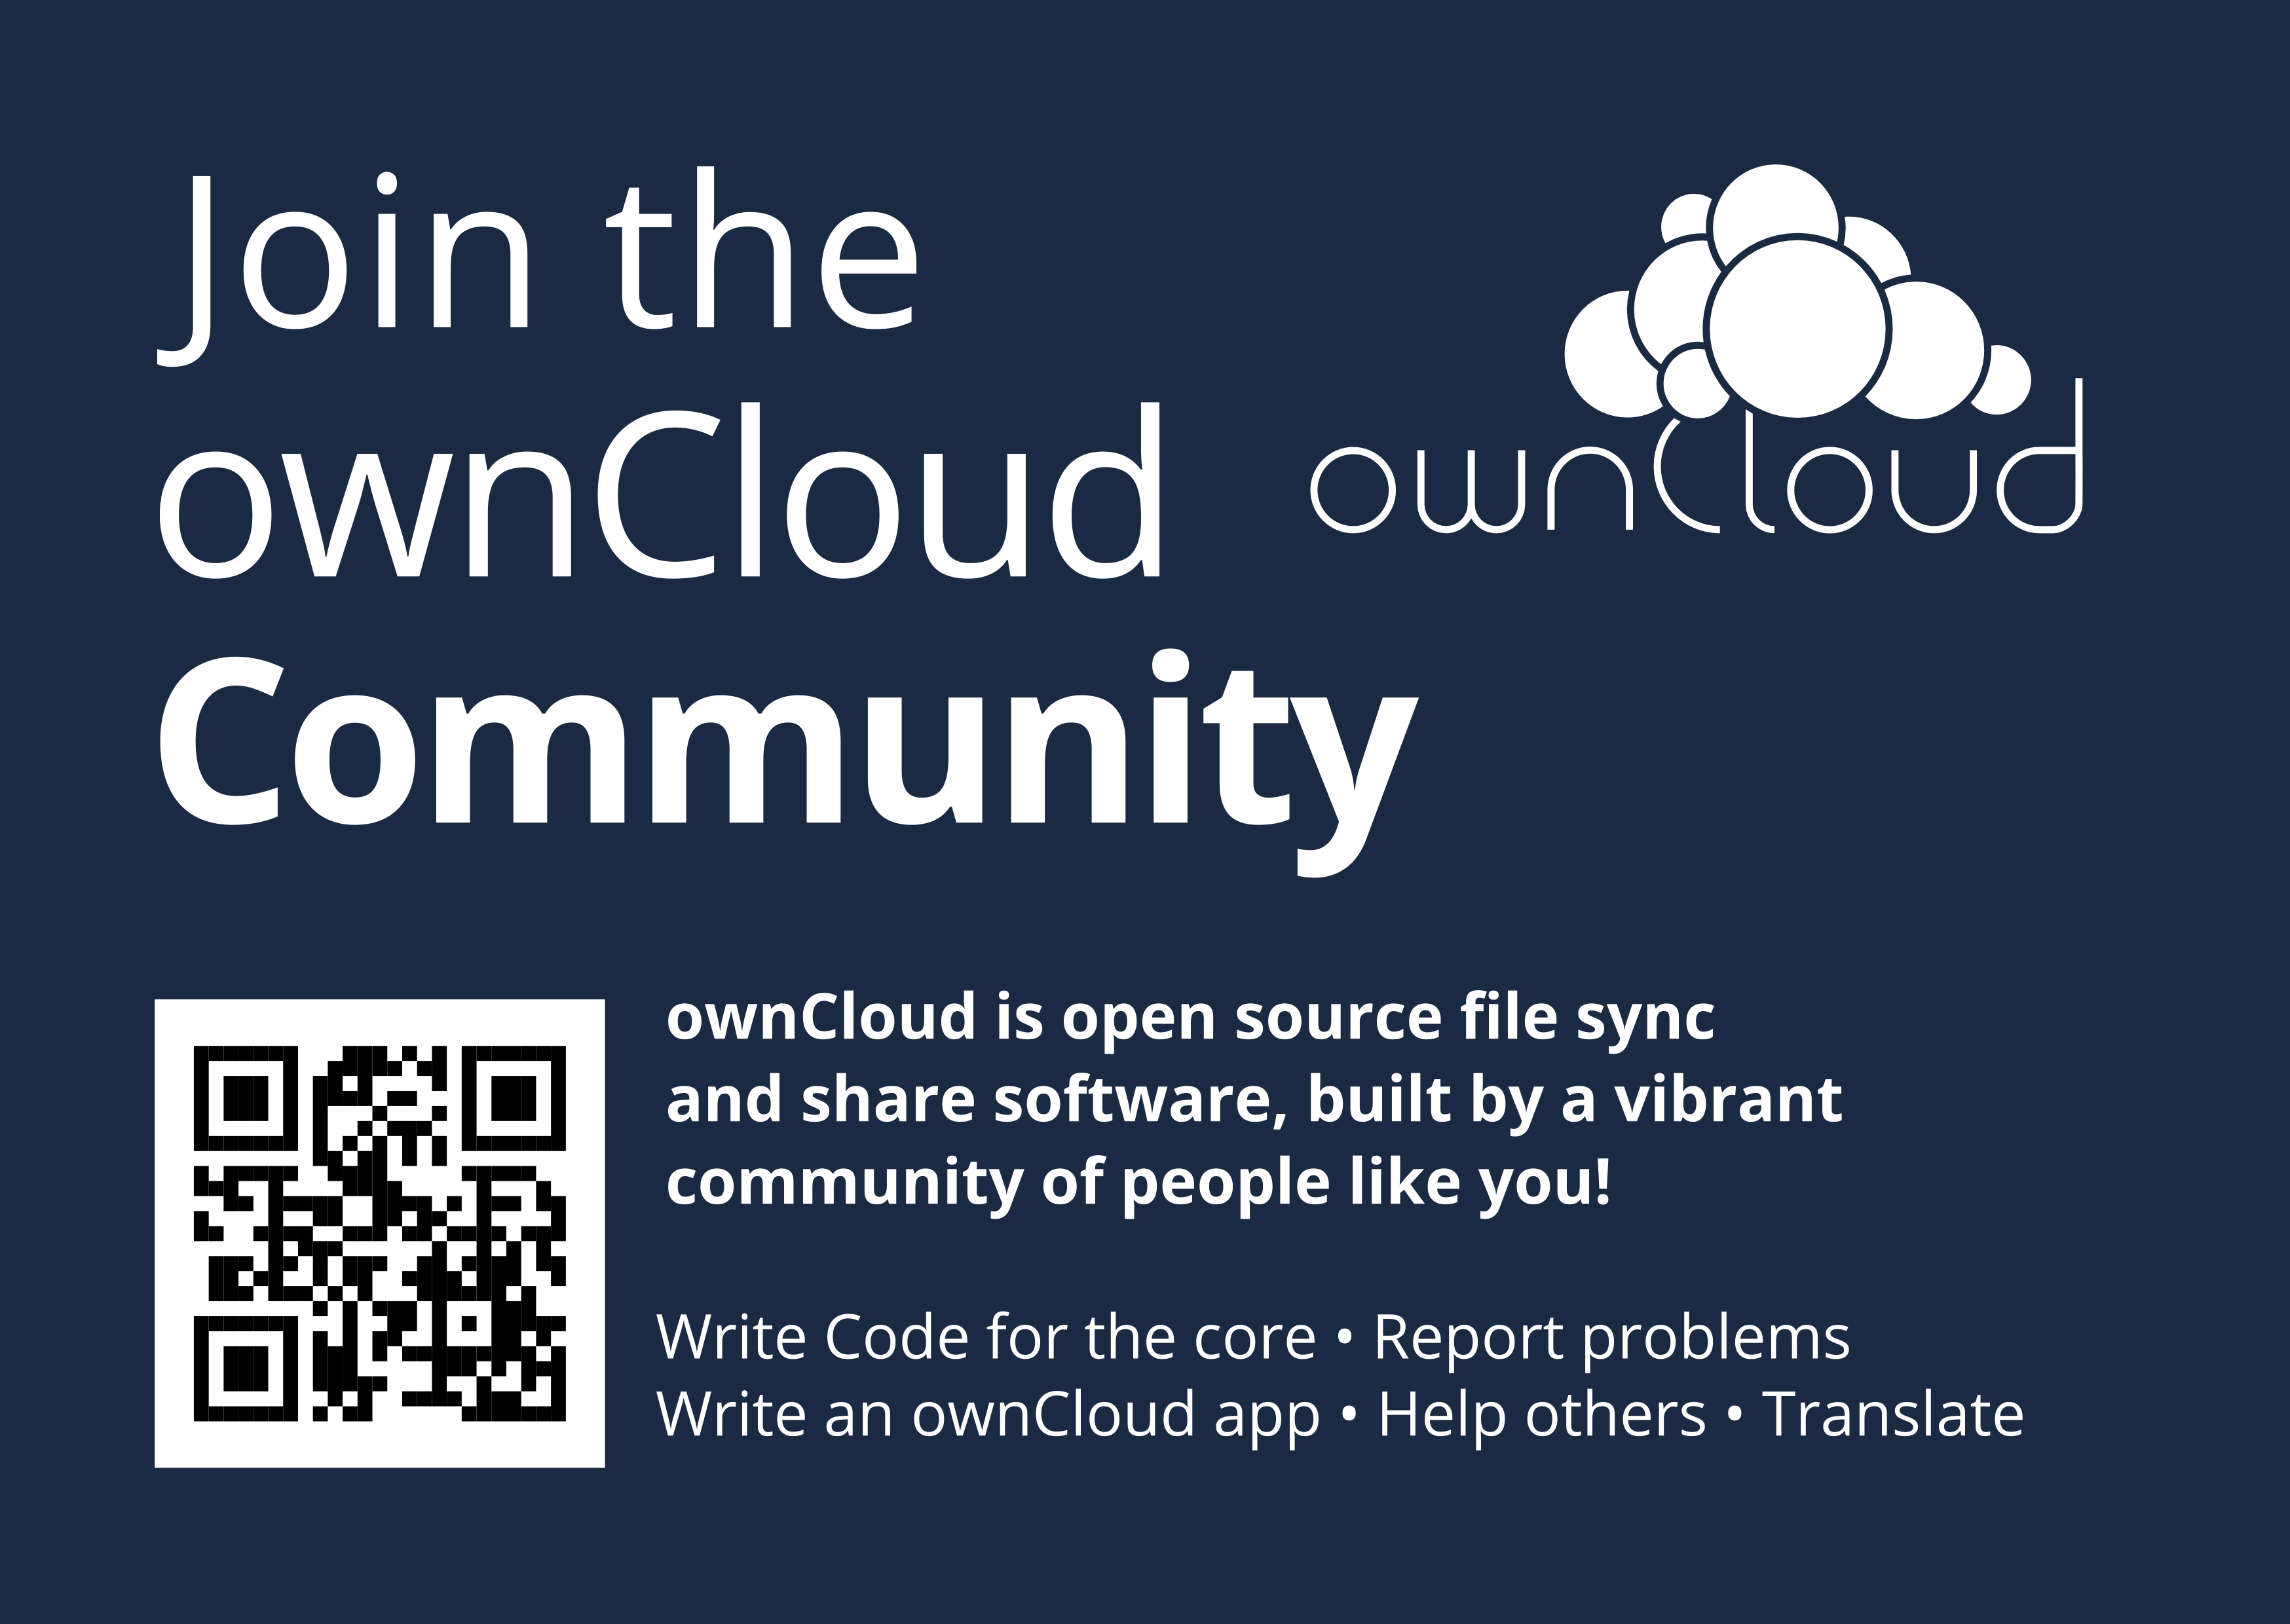 Join the
ownCloud
Community
ownCloud
ownCloud is open source file sync
and share software, built by a vibrant
community of people like you!
Write Code for the core • Report problems
Write an ownCloud app • Help others • Translate